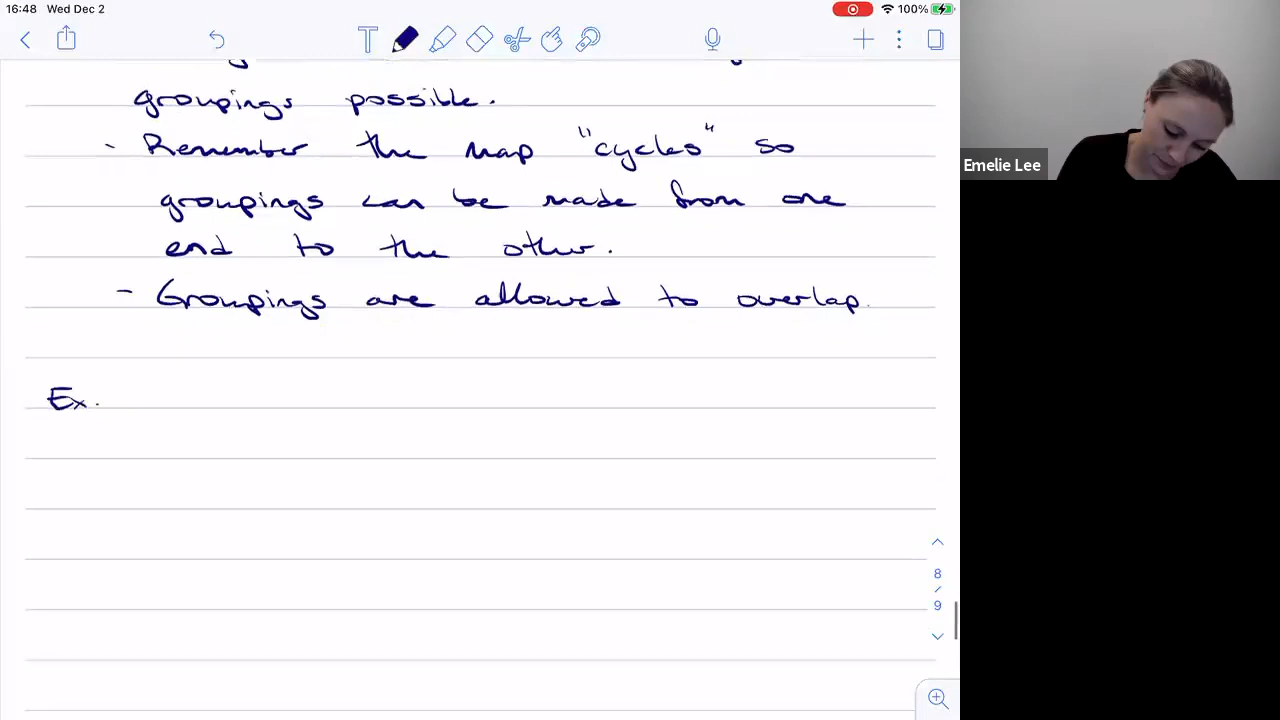 16:48 Wed Dec 2
100%
groupings possible.
- Remember the map "cycles" so
groupings can be made from one
end to the other.
- Groupings are allowed to overlap.
Ex.
Emelie Lee
8
/
9